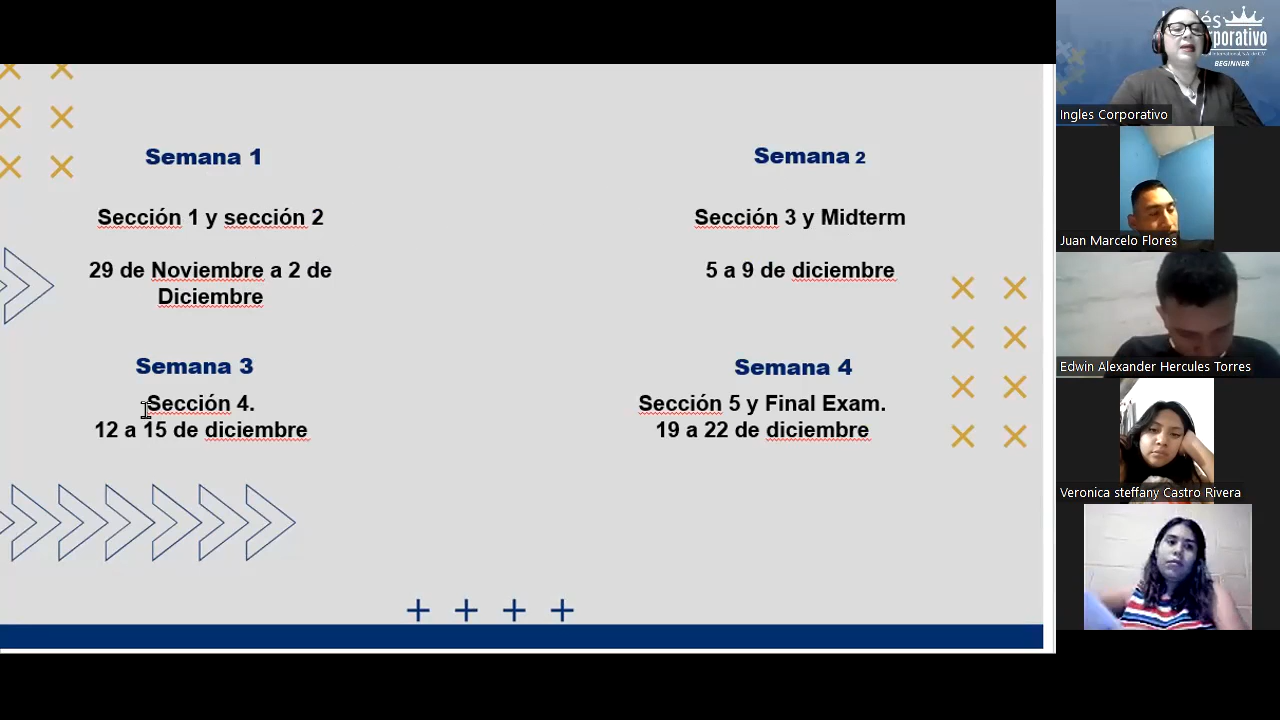 Semana 1
Sección 1 y sección 2
29 de Noviembre a 2 de
Diciembre
Semana 2
Sección 3 y Midterm
5 a 9 de diciembre
Semana 3
Sección 4.
12 a 15 de diciembre
Semana 4
Sección 5 y Final Exam.
19 a 22 de diciembre
BEGINNER
Ingles Corporativo
Juan Marcelo Flores
Edwin Alexander Hercules Torres
Veronica steffany Castro Rivera